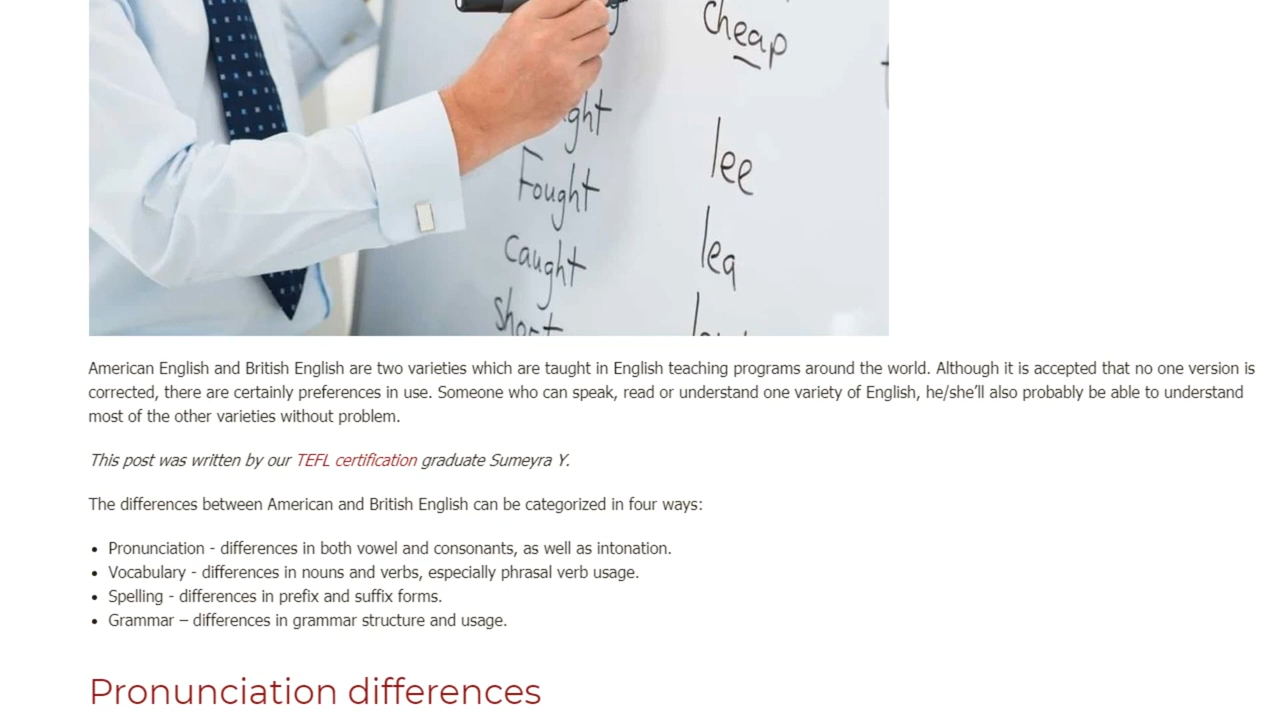 cheap
lee
Fought
lea
caught
short
American English and British English are two varieties which are taught in English teaching programs around the world. Although it is accepted that no one version is
corrected, there are certainly preferences in use. Someone who can speak, read or understand one variety of English, he/she’ll also probably be able to understand
most of the other varieties without problem.
This post was written by our TEFL certification graduate Sumeyra Y.
The differences between American and British English can be categorized in four ways:
• Pronunciation - differences in both vowel and consonants, as well as intonation.
• Vocabulary - differences in nouns and verbs, especially phrasal verb usage.
• Spelling - differences in prefix and suffix forms.
• Grammar – differences in grammar structure and usage.
Pronunciation differences